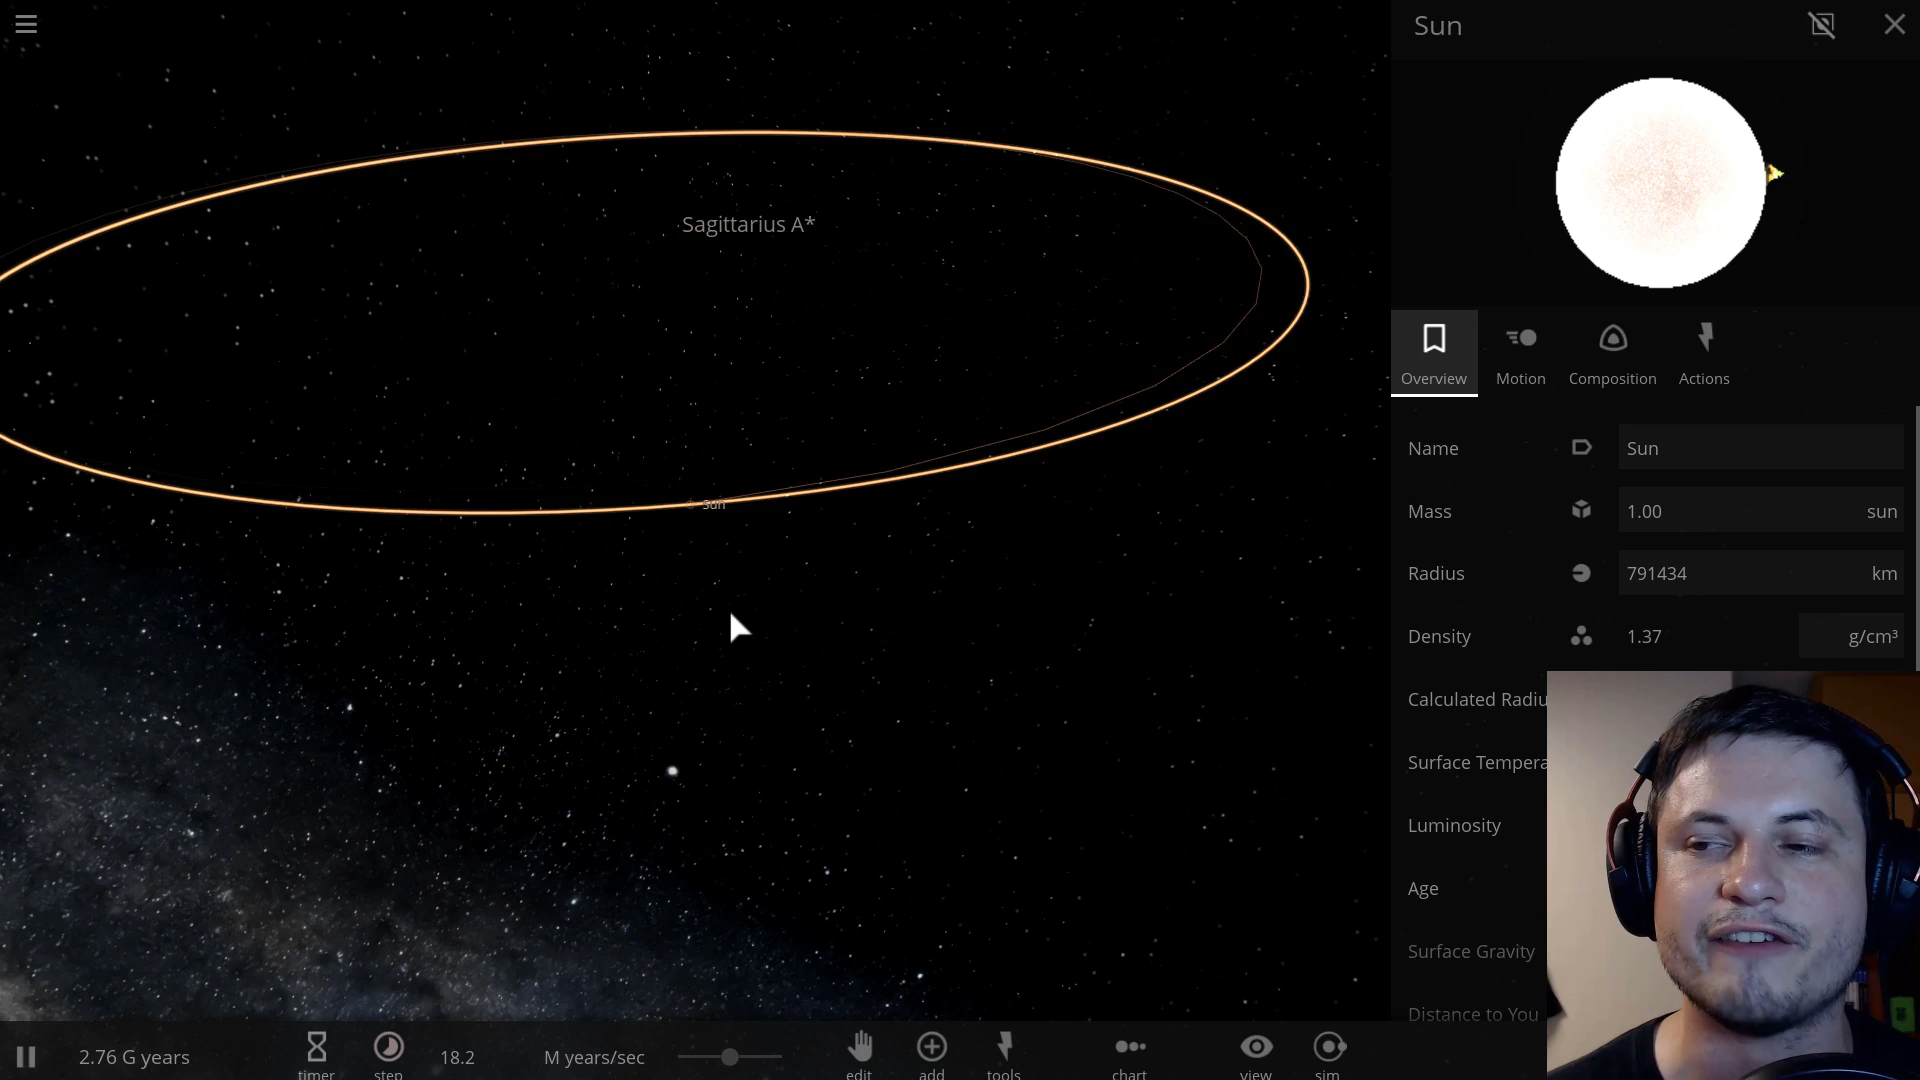 Sun
Sagittarius A*
Sun
Overview
Motion
Composition
Actions
Name
Sun
Mass
1.00
sun
Radius
791434
km
Density
1.37
g/cm³
Calculated
Surface
Luminosity
Age
Surface Gravity
Distance to You
2.76 G years
timer
step
18.2
M years/sec
edit
add
tools
chart
view
sim